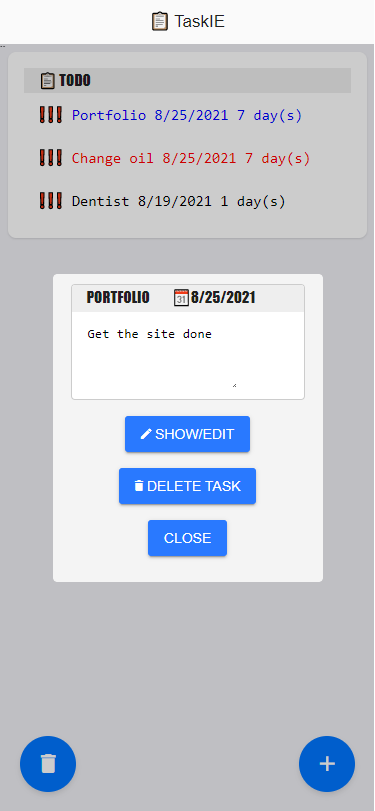 TaskIE
TODO
Portfolio 8/25/2021 7 day(s)
Change oil 8/25/2021 7 day(s)
Dentist 8/19/2021 1 day(s)
PORTFOLIO 8/25/2021
Get the site done
SHOW/EDIT
DELETE TASK
CLOSE